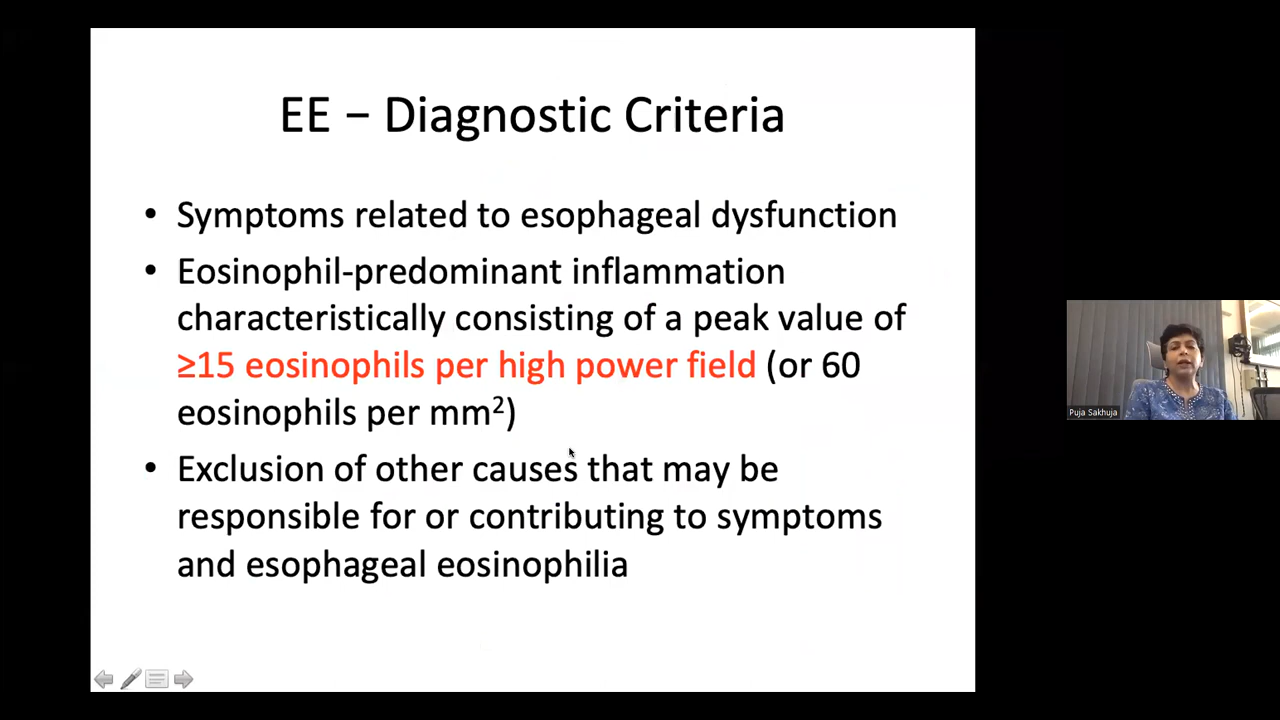 EE – Diagnostic Criteria
• Symptoms related to esophageal dysfunction
• Eosinophil-predominant inflammation
characteristically consisting of a peak value of
≥15 eosinophils per high power field (or 60
eosinophils per mm²)
• Exclusion of other causes that may be
responsible for or contributing to symptoms
and esophageal eosinophilia
Puja Sakhuja